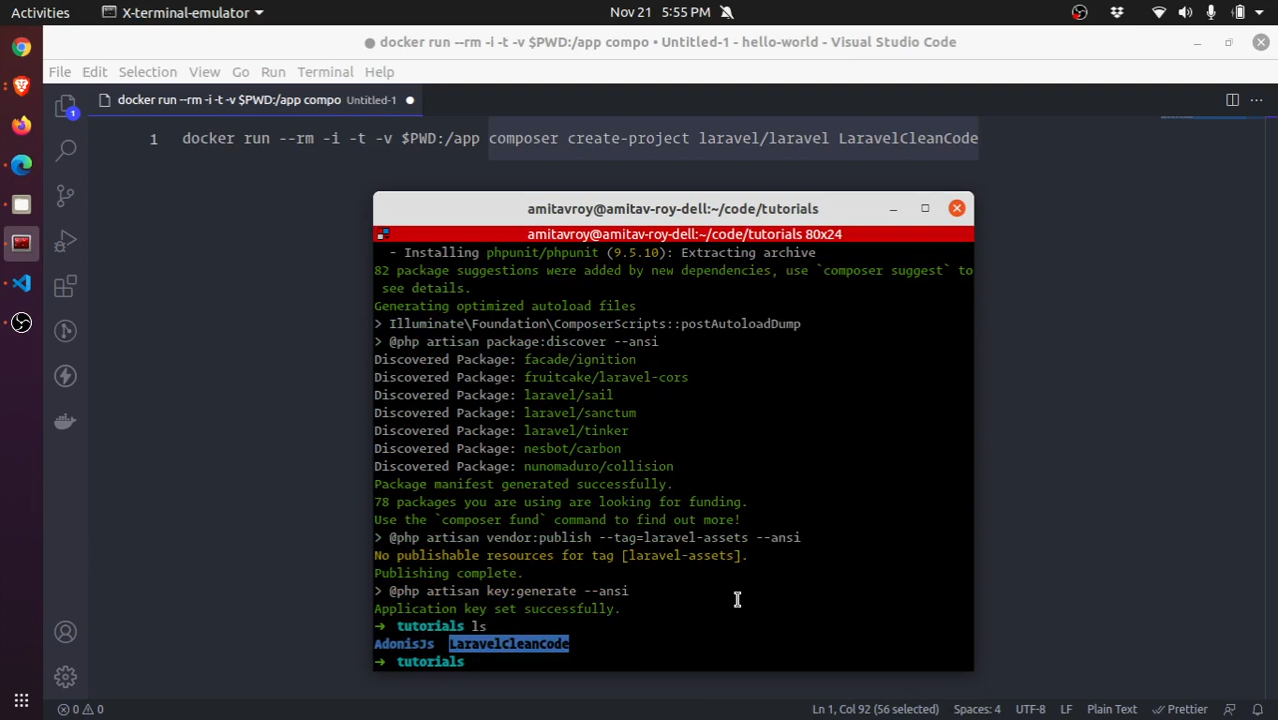 Activities X-terminal-emulator Nov 21 5:55 PM
docker run --rm -i -t -v $PWD:/app compo • Untitled-1 - hello-world - Visual Studio Code
File Edit Selection View Go Run Terminal Help
docker run --rm -i -t -v $PWD:/app compo Untitled-1
1
1 docker run --rm -i -t -v $PWD:/app composer create-project laravel/laravel LaravelCleanCode
amitavroy@amitav-roy-dell:~/code/tutorials
amitavroy@amitav-roy-dell:~/code/tutorials 80x24
- Installing phpunit/phpunit (9.5.10): Extracting archive
82 package suggestions were added by new dependencies, use `composer suggest` to
see details.
Generating optimized autoload files
> Illuminate\Foundation\ComposerScripts::postAutoloadDump
> @php artisan package:discover --ansi
Discovered Package: facade/ignition
Discovered Package: fruitcake/laravel-cors
Discovered Package: laravel/sail
Discovered Package: laravel/sanctum
Discovered Package: laravel/tinker
Discovered Package: nesbot/carbon
Discovered Package: nunomaduro/collision
Package manifest generated successfully.
78 packages you are using are looking for funding.
Use the `composer fund` command to find out more!
> @php artisan vendor:publish --tag=laravel-assets --ansi
No publishable resources for tag [laravel-assets].
Publishing complete.
> @php artisan key:generate --ansi
Application key set successfully.
→ tutorials ls
AdonisJs LaravelCleanCode
→ tutorials
0 0 Ln 1, Col 92 (56 selected) Spaces: 4 UTF-8 LF Plain Text Prettier